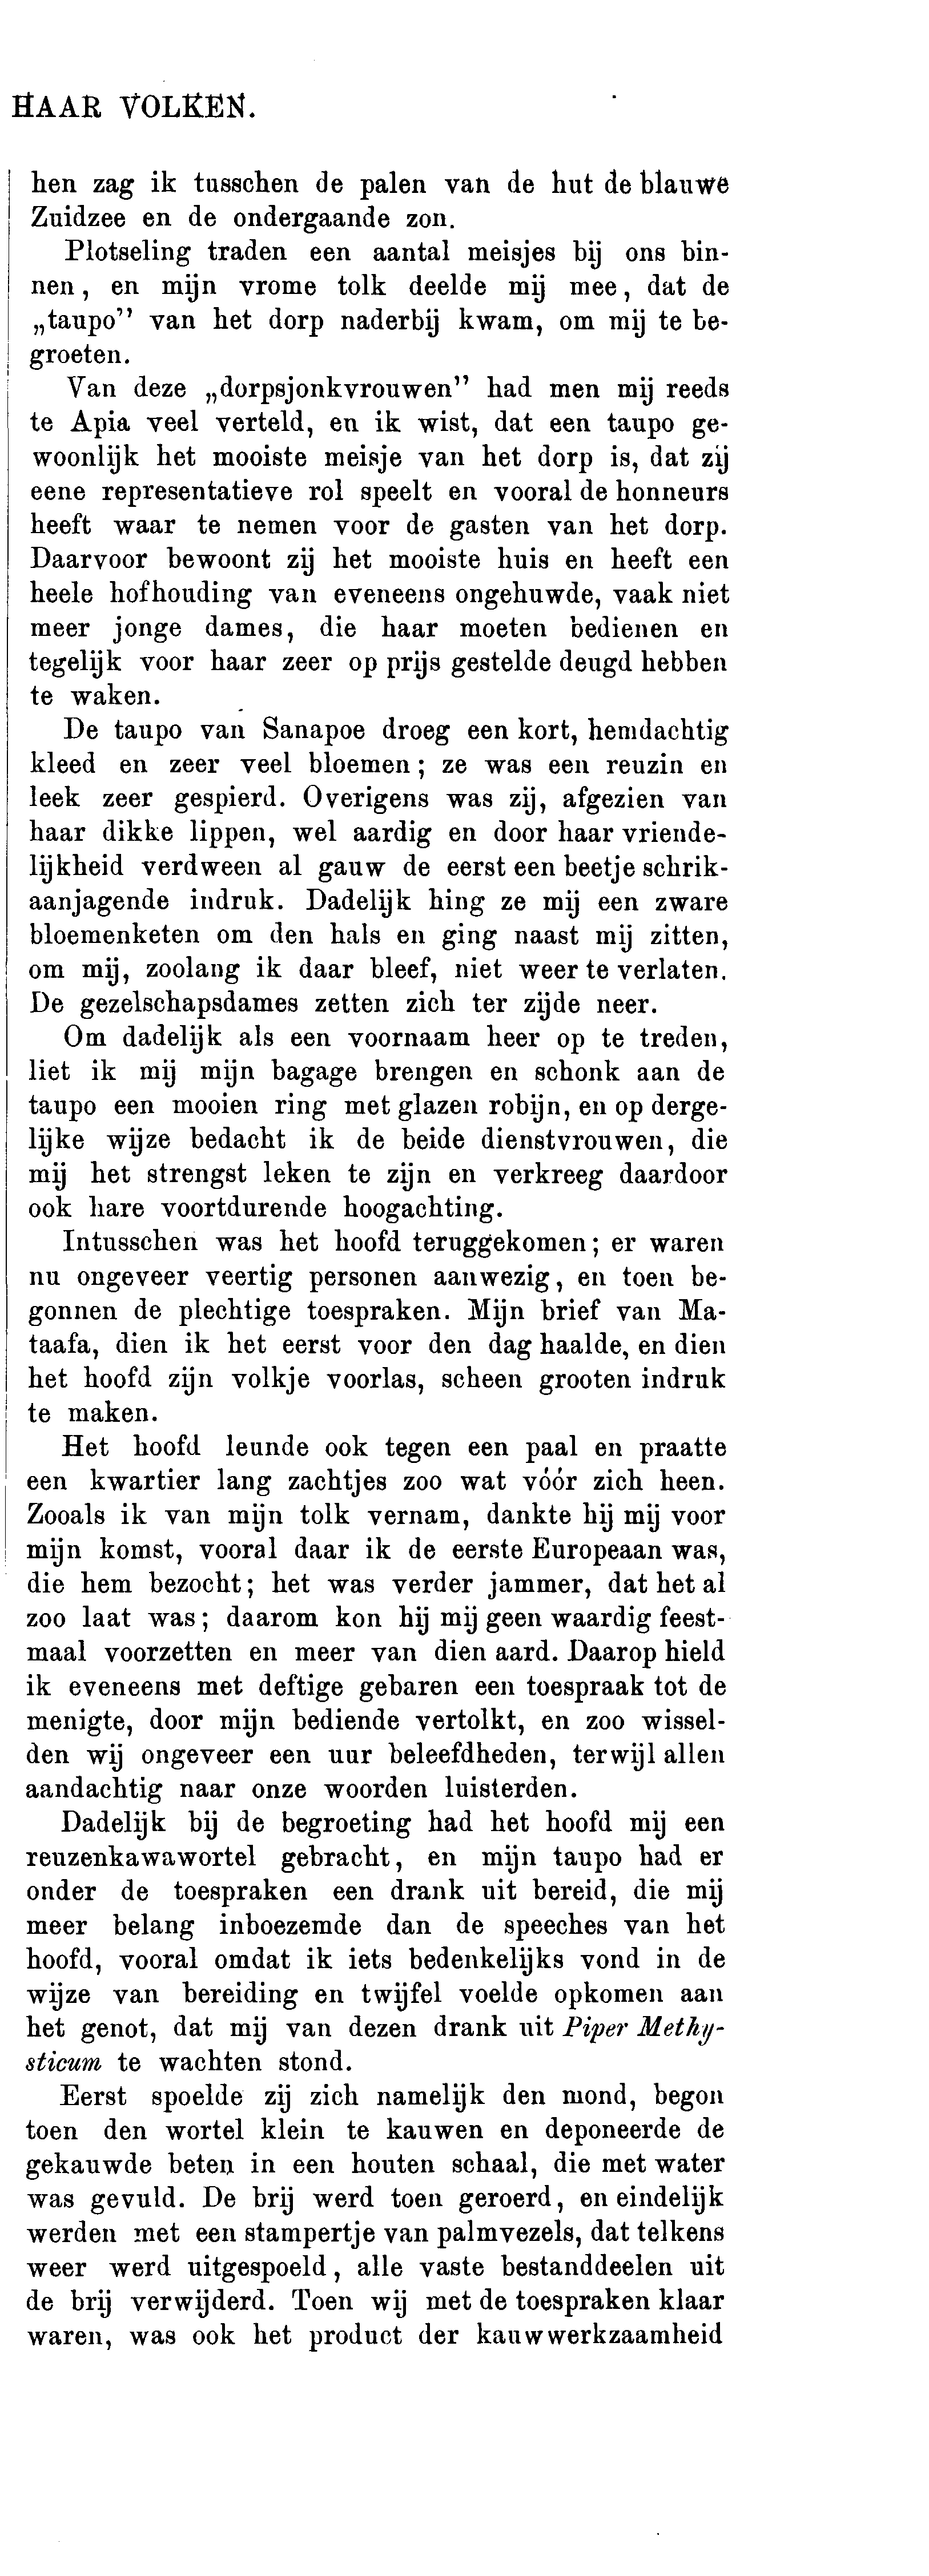 HAAR VOLKEN.
hen zag ik tusschen de palen van de hut de blauwe
Zuidzee en de ondergaande zon.
Plotseling traden een aantal meisjes bij ons bin-
nen, en mijn vrome tolk deelde mij mee, dat de
„taupo” van het dorp naderbij kwam, om mij te be-
groeten.
Van deze „dorpsjonkvrouwen” had men mij reeds
te Apia veel verteld, en ik wist, dat een taupo ge-
woonlijk het mooiste meisje van het dorp is, dat zij
eene representatieve rol speelt en vooral de honneurs
heeft waar te nemen voor de gasten van het dorp.
Daarvoor bewoont zij het mooiste huis en heeft een
heele hofhouding van eveneens ongehuwde, vaak niet
meer jonge dames, die haar moeten bedienen en
tegelijk voor haar zeer op prijs gestelde deugd hebben
te waken.
De taupo van Sanapoe droeg een kort, hemdachtig
kleed en zeer veel bloemen; ze was een reuzin en
leek zeer gespierd. Overigens was zij, afgezien van
haar dikke lippen, wel aardig en door haar vriende-
lijkheid verdween al gauw de eerst een beetje schrik-
aanjagende indruk. Dadelijk hing ze mij een zware
bloemenketen om den hals en ging naast mij zitten,
om mij, zoolang ik daar bleef, niet weer te verlaten.
De gezelschapsdames zetten zich ter zijde neer.
Om dadelijk als een voornaam heer op te treden,
liet ik mij mijn bagage brengen en schonk aan de
taupo een mooien ring met glazen robijn, en op derge-
lijke wijze bedacht ik de beide dienstvrouwen, die
mij het strengst leken te zijn en verkreeg daardoor
ook hare voortdurende hoogachting.
Intusschen was het hoofd teruggekomen; er waren
nu ongeveer veertig personen aanwezig, en toen be-
gonnen de plechtige toespraken. Mijn brief van Ma-
taafa, dien ik het eerst voor den dag haalde, en dien
het hoofd zijn volkje voorlas, scheen grooten indruk
te maken.
Het hoofd leunde ook tegen een paal en praatte
een kwartier lang zachtjes zoo wat vóór zich heen.
Zooals ik van mijn tolk vernam, dankte hij mij voor
mijn komst, vooral daar ik de eerste Europeaan was,
die hem bezocht; het was verder jammer, dat het al
zoo laat was; daarom kon hij mij geen waardig feest-
maal voorzetten en meer van dien aard. Daarop hield
ik eveneens met deftige gebaren een toespraak tot de
menigte, door mijn bediende vertolkt, en zoo wissel-
den wij ongeveer een uur beleefdheden, terwijl allen
aandachtig naar onze woorden luisterden.
Dadelijk bij de begroeting had het hoofd mij een
reuzenkawawortel gebracht, en mijn taupo had er
onder de toespraken een drank uit bereid, die mij
meer belang inboezemde dan de speeches van het
hoofd, vooral omdat ik iets bedenkelijks vond in de
wijze van bereiding en twijfel voelde opkomen aan
het genot, dat mij van dezen drank uit Piper Methy-
sticum te wachten stond.
Eerst spoelde zij zich namelijk den mond, begon
toen den wortel klein te kauwen en deponeerde de
gekauwde beten in een houten schaal, die met water
was gevuld. De brij werd toen geroerd, en eindelijk
werden met een stampertje van palmvezels, dat telkens
weer werd uitgespoeld, alle vaste bestanddeelen uit
de brij verwijderd. Toen wij met de toespraken klaar
waren, was ook het product der kauwwerkzaamheid